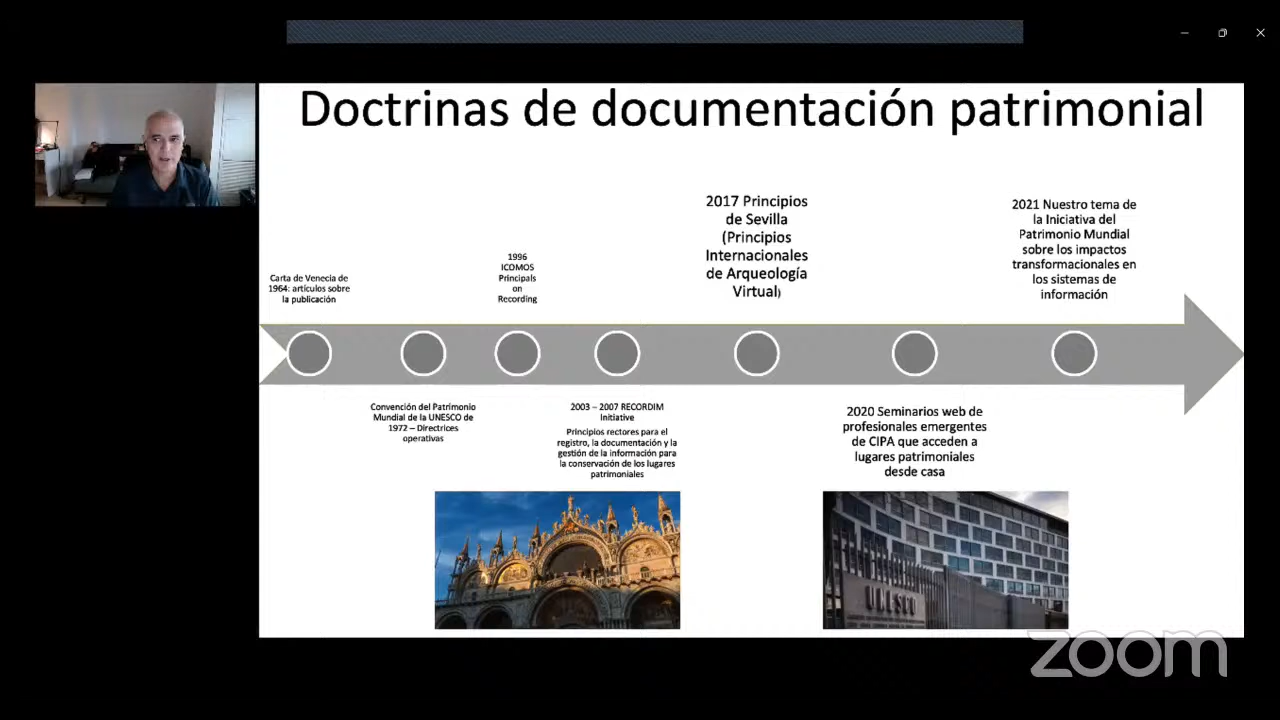 Doctrinas de documentación patrimonial
Carta de Venecia de
1964: artículos sobre
la publicación
1996
ICOMOS
Principals
on
Recording
2017 Principios
de Sevilla
(Principios
Internacionales
de Arqueología
Virtual)
2021 Nuestro tema de
la Iniciativa del
Patrimonio Mundial
sobre los impactos
transformacionales en
los sistemas de
información
Convención del Patrimonio
Mundial de la UNESCO de
1972 – Directrices
operativas
2003 – 2007 RECORDIM
Initiative
Principios rectores para el
registro, la documentación y la
gestión de la información para
la conservación de los lugares
patrimoniales
2020 Seminarios web de
profesionales emergentes
de CIPA que acceden a
lugares patrimoniales
desde casa
UNESCO
zoom